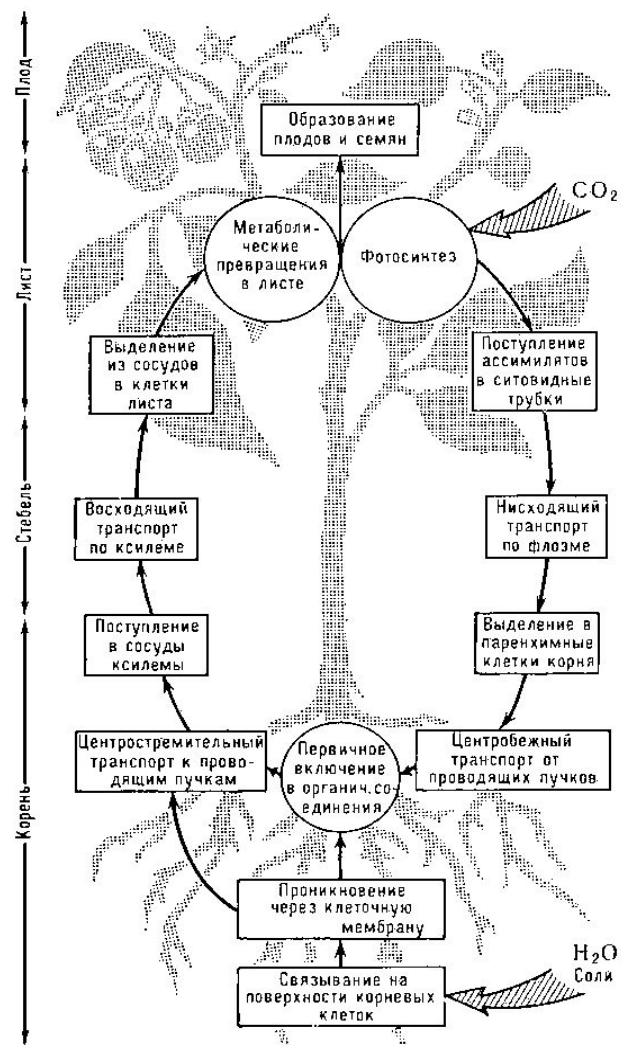 Плод
Образование
плодов и семян
CO₂
Лист
Метаболи-
ческие
превращения
в листе
Фотосинтез
Выделение
из сосудов
в клетки
листа
Поступление
ассимилятов
в ситовидные
трубки
Стебель
Восходящий
транспорт
по ксилеме
Нисходящий
транспорт
по флоэме
Поступление
в сосуды
ксилемы
Выделение в
паренхимные
клетки корня
Корень
Центростремительный
транспорт к прово-
дящим пучкам
Первичное
включение
в органич. со-
единения
Центробежный
транспорт от
проводящих пучков
Проникновение
через клеточную
мембрану
Связывание на
поверхности корневых
клеток
H₂O
Соли